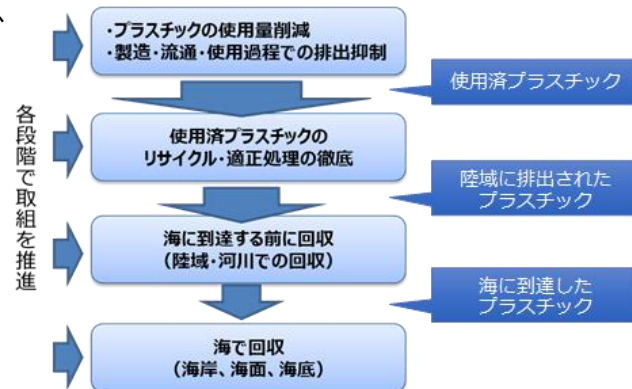 、
・プラスチックの使用量削減
・製造・流通・使用過程での排出抑制
使用済プラスチック
各段階で取組を推進
使用済プラスチックの
リサイクル・適正処理の徹底
陸域に排出された
プラスチック
海に到達する前に回収
（陸域・河川での回収）
海に到達した
プラスチック
海で回収
（海岸、海面、海底）